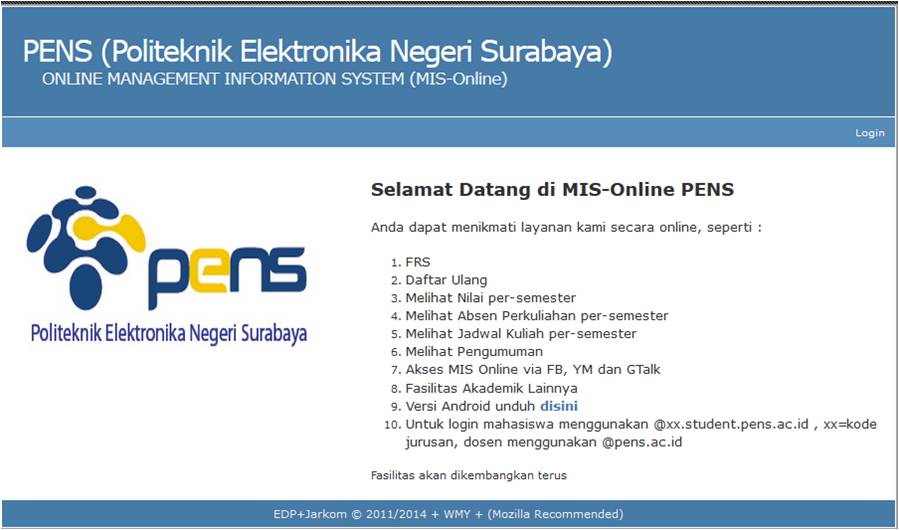 PENS (Politeknik Elektronika Negeri Surabaya)
ONLINE MANAGEMENT INFORMATION SYSTEM (MIS-Online)
Login
pens
Politeknik Elektronika Negeri Surabaya
Selamat Datang di MIS-Online PENS
Anda dapat menikmati layanan kami secara online, seperti :
1. FRS
2. Daftar Ulang
3. Melihat Nilai per-semester
4. Melihat Absen Perkuliahan per-semester
5. Melihat Jadwal Kuliah per-semester
6. Melihat Pengumuman
7. Akses MIS Online via FB, YM dan GTalk
8. Fasilitas Akademik Lainnya
9. Versi Android unduh disini
10. Untuk login mahasiswa menggunakan @xx.student.pens.ac.id , xx=kode
jurusan, dosen menggunakan @pens.ac.id
Fasilitas akan dikembangkan terus
EDP+Jarkom © 2011/2014 + WMY + (Mozilla Recommended)